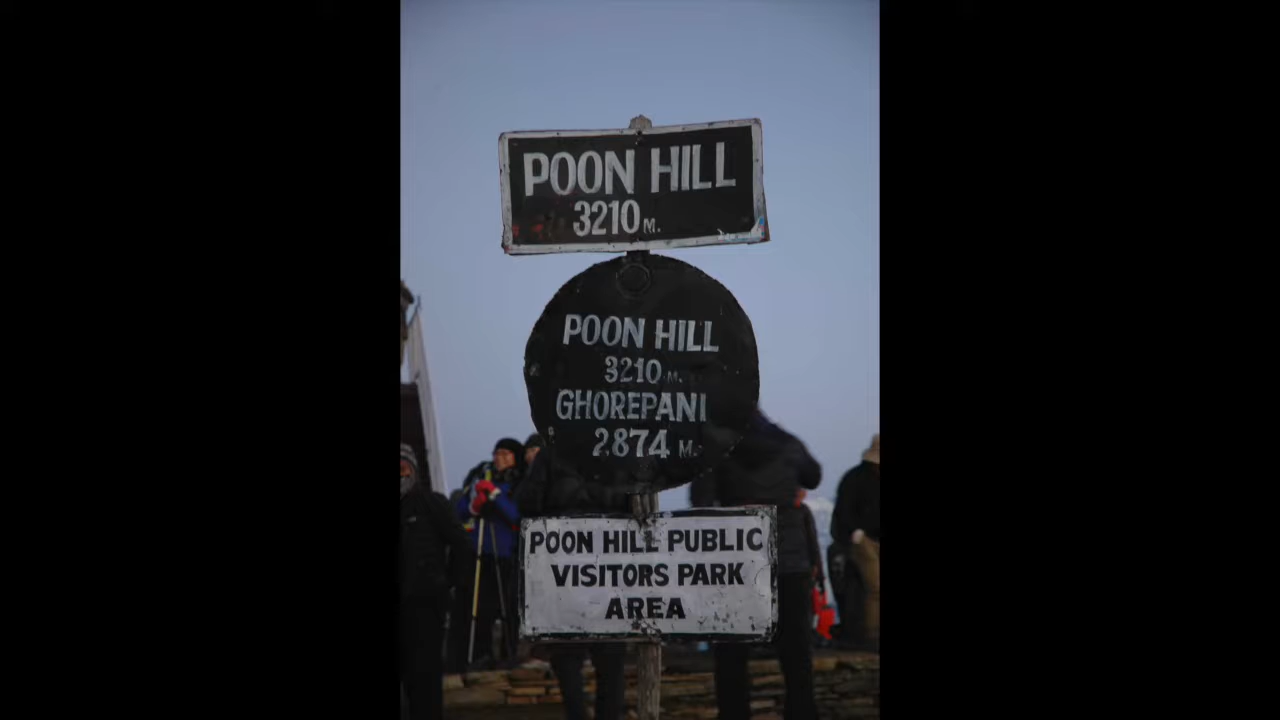 POON HILL
3210 M.
POON HILL
3210 M.
GHOREPANI
2874 M.
POON HILL PUBLIC
VISITORS PARK
AREA